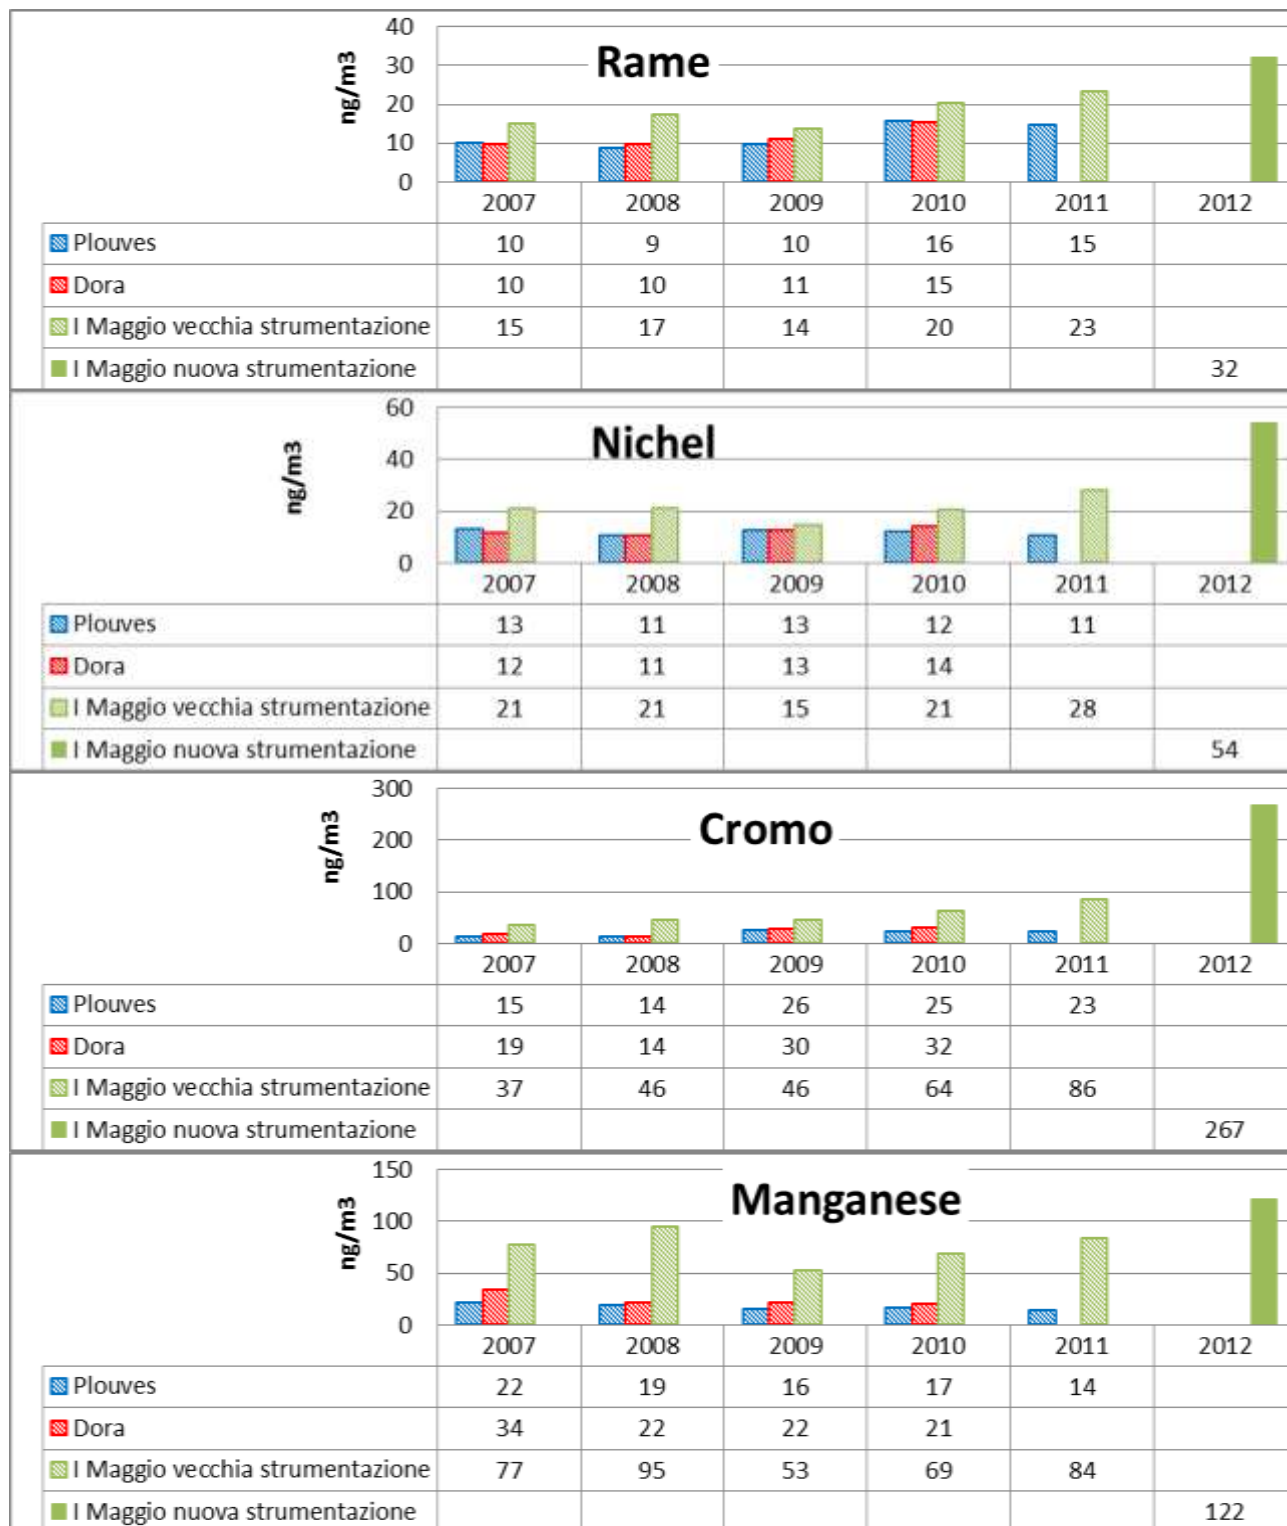 Rame
ng/m3
40
30
20
10
0
2007 2008 2009 2010 2011 2012
Plouves 10 9 10 16 15
Dora 10 10 11 15
I Maggio vecchia strumentazione 15 17 14 20 23
I Maggio nuova strumentazione 32
Nichel
ng/m3
60
40
20
0
2007 2008 2009 2010 2011 2012
Plouves 13 11 13 12 11
Dora 12 11 13 14
I Maggio vecchia strumentazione 21 21 15 21 28
I Maggio nuova strumentazione 54
Cromo
ng/m3
300
200
100
0
2007 2008 2009 2010 2011 2012
Plouves 15 14 26 25 23
Dora 19 14 30 32
I Maggio vecchia strumentazione 37 46 46 64 86
I Maggio nuova strumentazione 267
Manganese
ng/m3
150
100
50
0
2007 2008 2009 2010 2011 2012
Plouves 22 19 16 17 14
Dora 34 22 22 21
I Maggio vecchia strumentazione 77 95 53 69 84
I Maggio nuova strumentazione 122